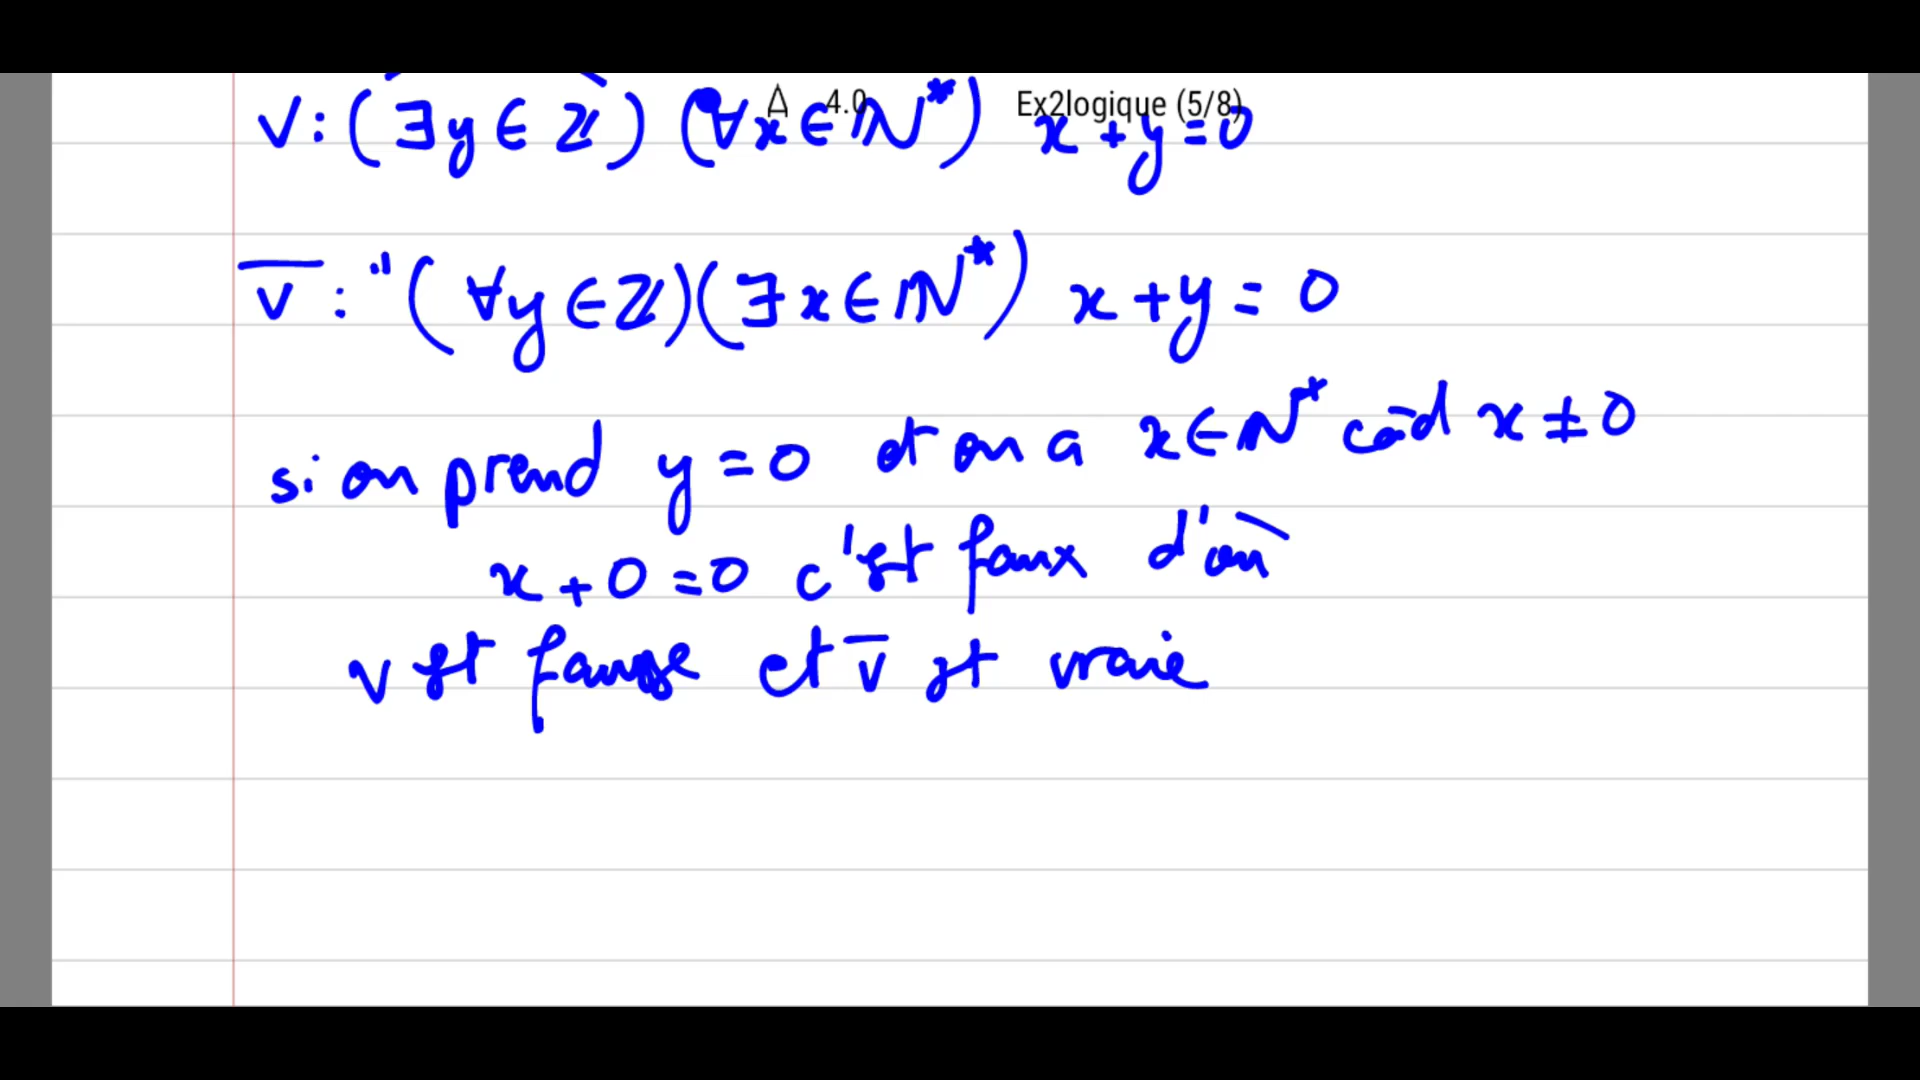 Δ 4.0 Ex2logique (5/8)
V: (∃y∈ℤ) (∀x∈ℕ*) x+y=0
V̅ : "(∀y∈ℤ)(∃x∈ℕ*) x+y=0
si on prend y=0 et on a x∈ℕ* càd x≠0
x+0=0 c'est faux d'où
V est fausse et V̅ est vraie